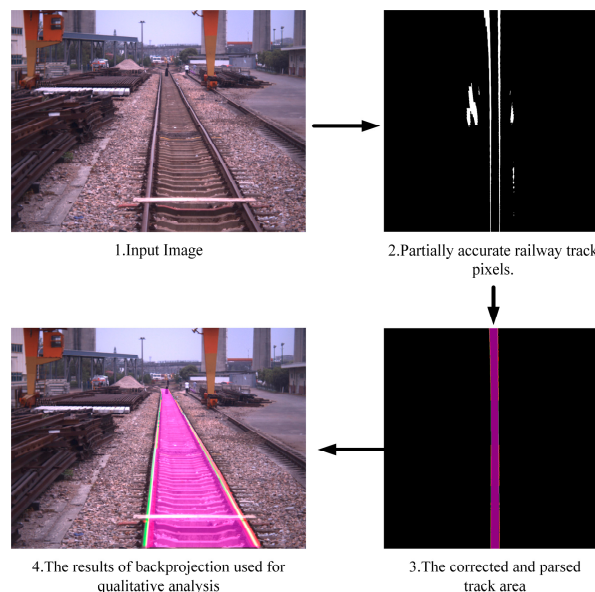 1.Input Image
2.Partially accurate railway track
pixels.
4.The results of backprojection used for
qualitative analysis
3.The corrected and parsed
track area